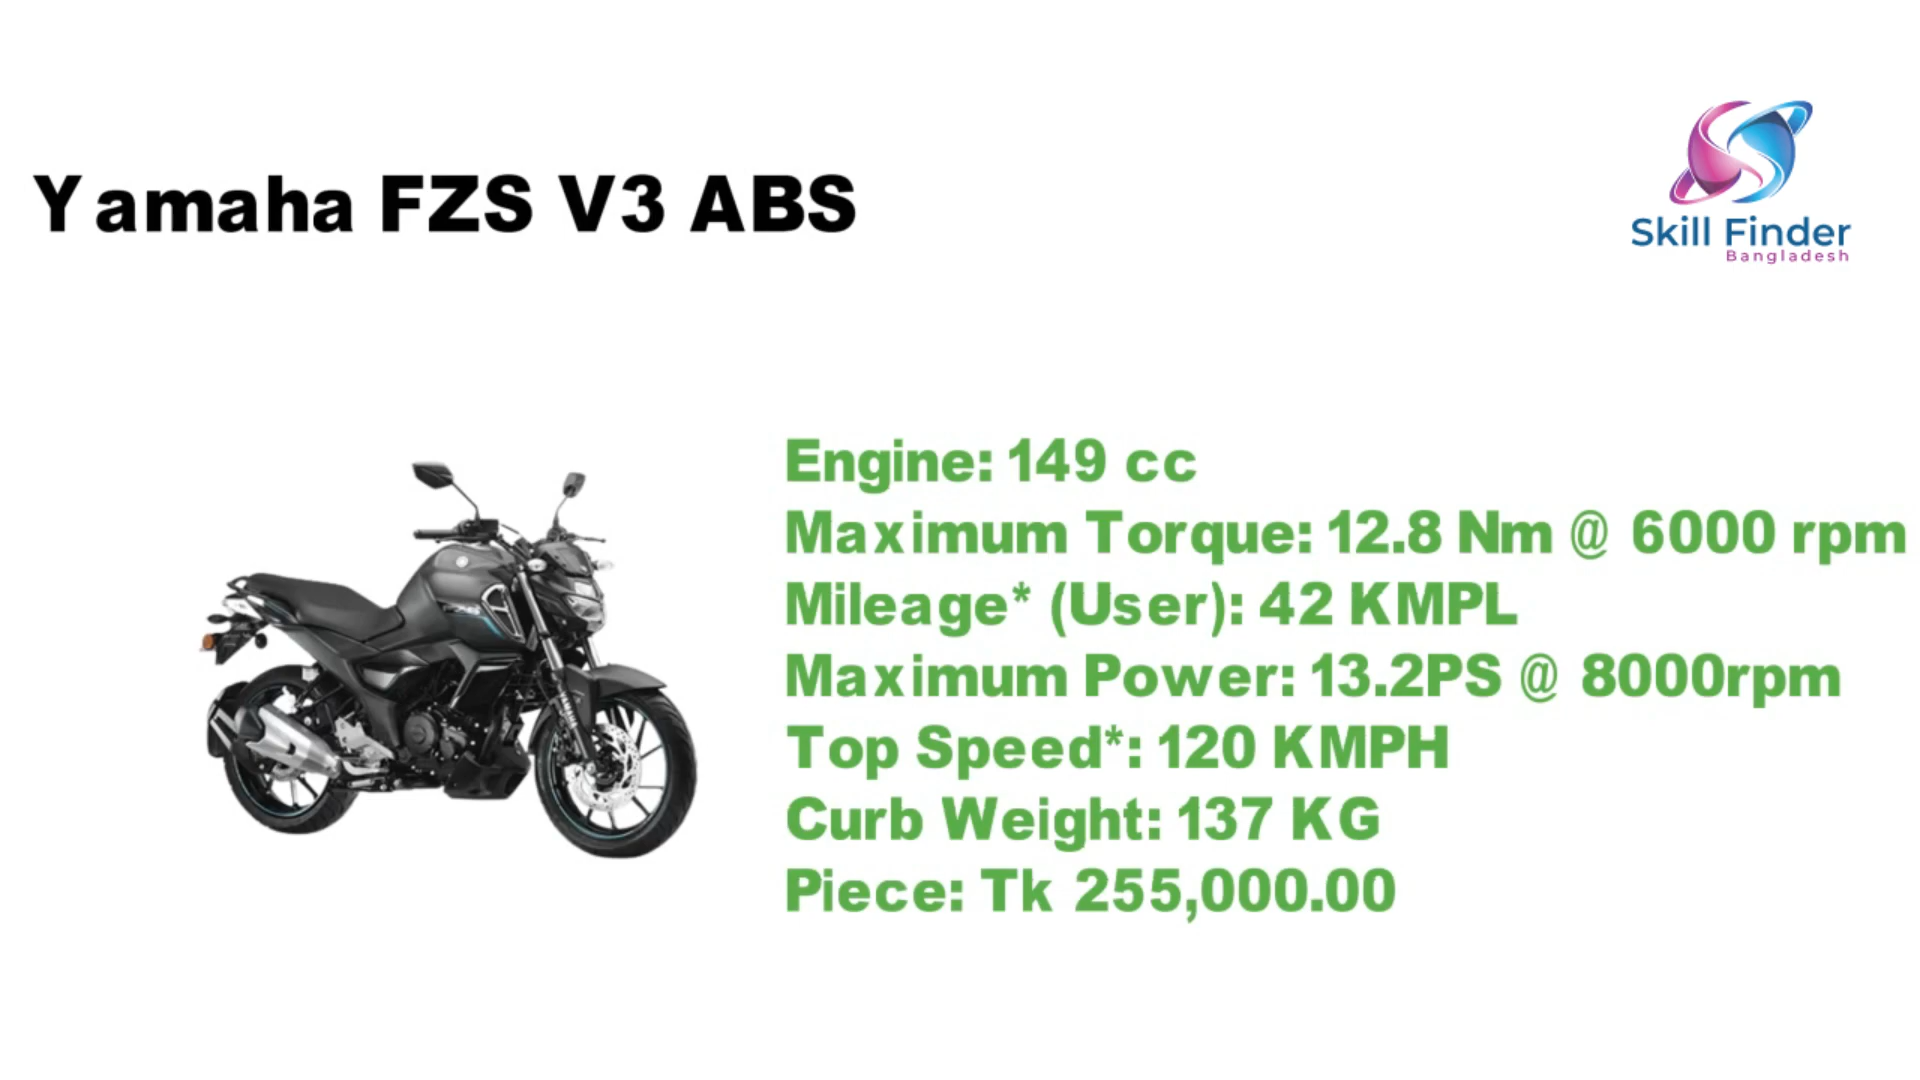 Yamaha FZS V3 ABS
Skill Finder
Bangladesh
Engine: 149 cc
Maximum Torque: 12.8 Nm @ 6000 rpm
Mileage* (User): 42 KMPL
Maximum Power: 13.2PS @ 8000rpm
Top Speed*: 120 KMPH
Curb Weight: 137 KG
Piece: Tk 255,000.00